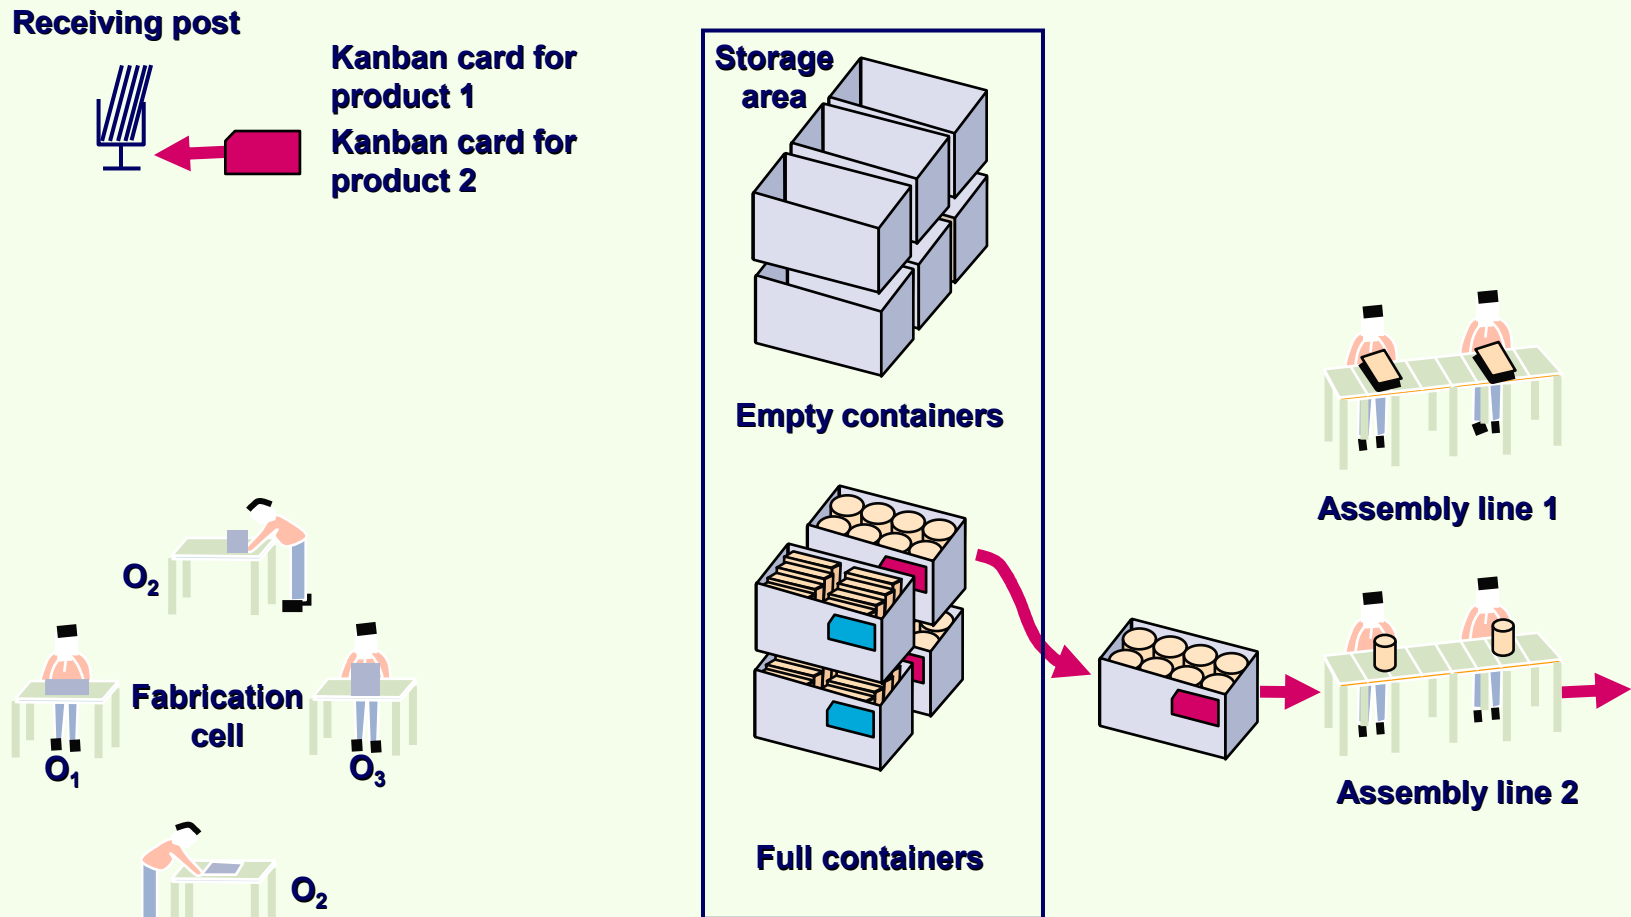 Receiving post
Kanban card for
product 1
Kanban card for
product 2
Storage
area
Empty containers
Assembly line 1
O2
Fabrication
cell
O1
O3
Assembly line 2
Full containers
O2